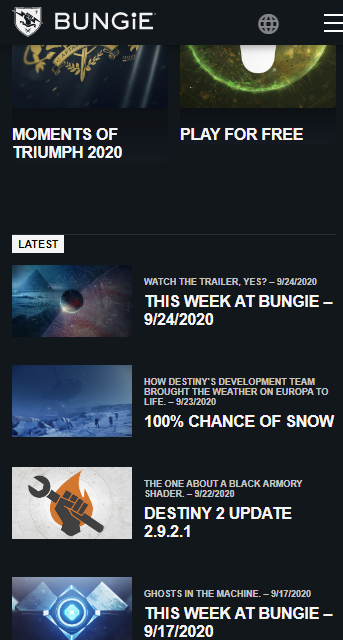 BUNGiE
MOMENTS OF
TRIUMPH 2020
PLAY FOR FREE
LATEST
WATCH THE TRAILER, YES? – 9/24/2020
THIS WEEK AT BUNGIE –
9/24/2020
HOW DESTINY'S DEVELOPMENT TEAM
BROUGHT THE WEATHER ON EUROPA TO
LIFE. – 9/23/2020
100% CHANCE OF SNOW
THE ONE ABOUT A BLACK ARMORY
SHADER. – 9/22/2020
DESTINY 2 UPDATE
2.9.2.1
GHOSTS IN THE MACHINE. – 9/17/2020
THIS WEEK AT BUNGIE –
9/17/2020